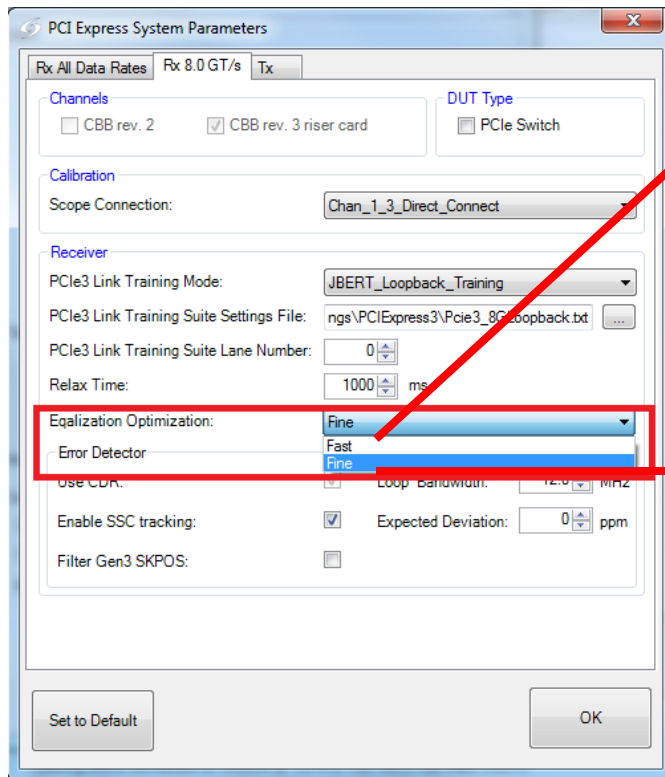 PCI Express System Parameters
x
Rx All Data Rates Rx 8.0 GT/s Tx
Channels DUT Type
CBB rev. 2 CBB rev. 3 riser card PCIe Switch
Calibration
Scope Connection: Chan_1_3_Direct_Connect
Receiver
PCIe3 Link Training Mode: JBERT_Loopback_Training
PCIe3 Link Training Suite Settings File: ngs\PCIExpress3\Pcie3_8G ...
PCIe3 Link Training Suite Lane Number: 0
Relax Time: 1000 ms
Eqalization Optimization: Fine
Fast
Error Detector Fine
Use CDR: Loop Bandwidth: MHz
Enable SSC tracking: Expected Deviation: 0 ppm
Filter Gen3 SKPOS:
Set to Default OK